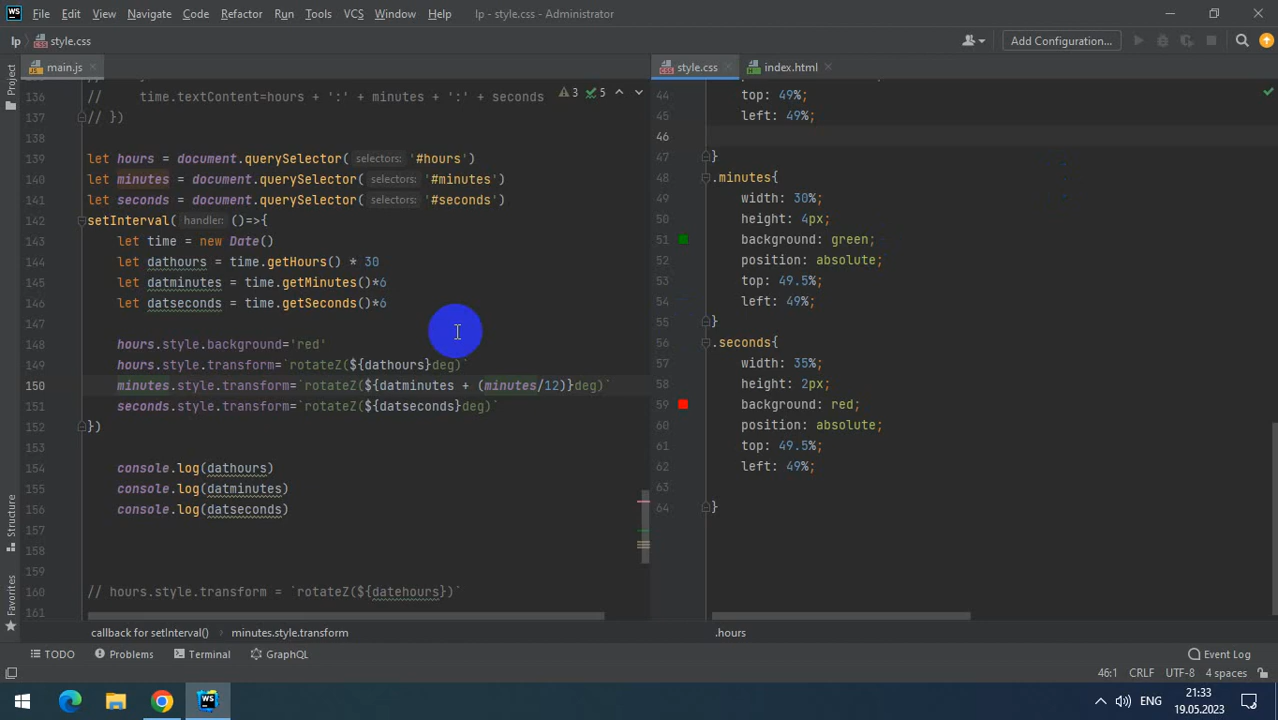 File Edit View Navigate Code Refactor Run Tools VCS Window Help lp - style.css - Administrator
lp style.css Add Configuration...
main.js
style.css index.html
Project
Structure
Favorites
136 // time.textContent=hours + ':' + minutes + ':' + seconds
137 // })
138
139 let hours = document.querySelector( selectors: '#hours')
140 let minutes = document.querySelector( selectors: '#minutes')
141 let seconds = document.querySelector( selectors: '#seconds')
142 setInterval( handler: ()=>{
143 let time = new Date()
144 let dathours = time.getHours() * 30
145 let datminutes = time.getMinutes()*6
146 let datseconds = time.getSeconds()*6
147
148 hours.style.background='red'
149 hours.style.transform=`rotateZ(${dathours}deg)`
150 minutes.style.transform=`rotateZ(${datminutes + (minutes/12)}deg)`
151 seconds.style.transform=`rotateZ(${datseconds}deg)`
152 })
153
154 console.log(dathours)
155 console.log(datminutes)
156 console.log(datseconds)
157
158
159
160 // hours.style.transform = `rotateZ(${datehours})`
161
3 5
44 top: 49%;
45 left: 49%;
46
47 }
48 .minutes{
49 width: 30%;
50 height: 4px;
51 background: green;
52 position: absolute;
53 top: 49.5%;
54 left: 49%;
55 }
56 .seconds{
57 width: 35%;
58 height: 2px;
59 background: red;
60 position: absolute;
61 top: 49.5%;
62 left: 49%;
63
64 }
callback for setInterval() minutes.style.transform
.hours
TODO Problems Terminal GraphQL Event Log
46:1 CRLF UTF-8 4 spaces
WS
ENG
21:33
19.05.2023